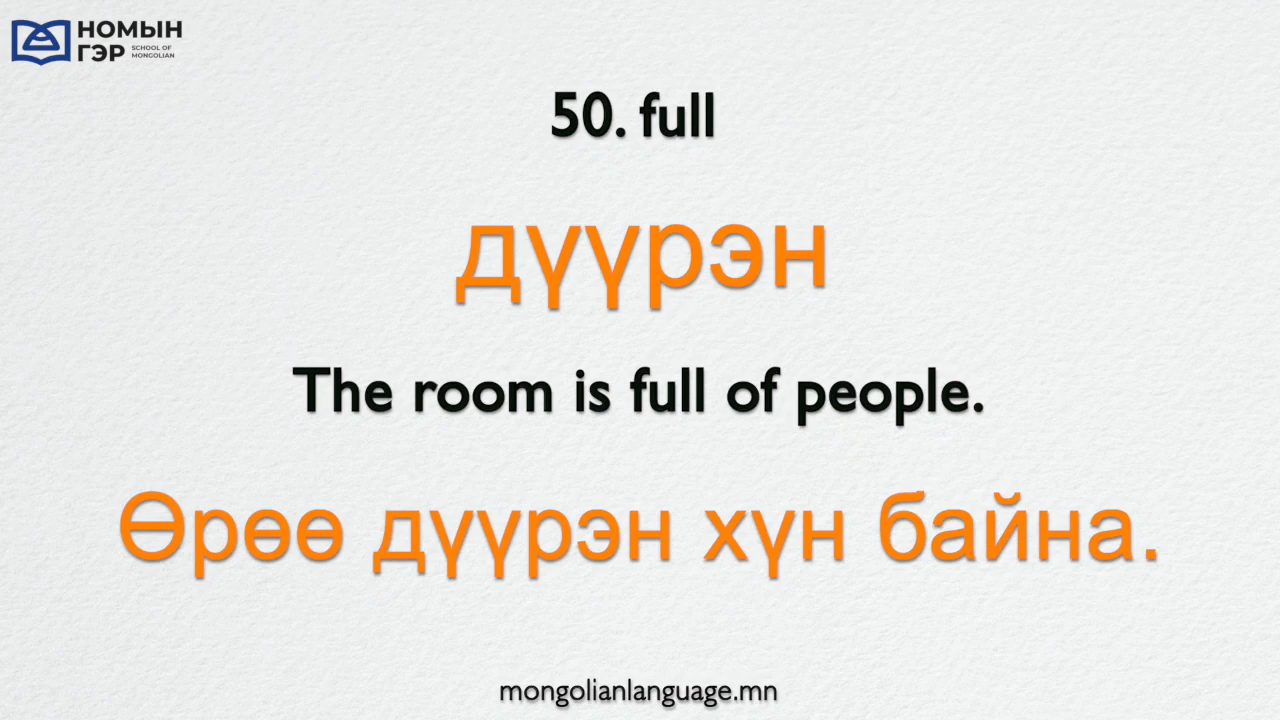 НОМЫН
ГЭР SCHOOL OF
MONGOLIAN
50. full
дүүрэн
The room is full of people.
Өрөө дүүрэн хүн байна.
mongolianlanguage.mn